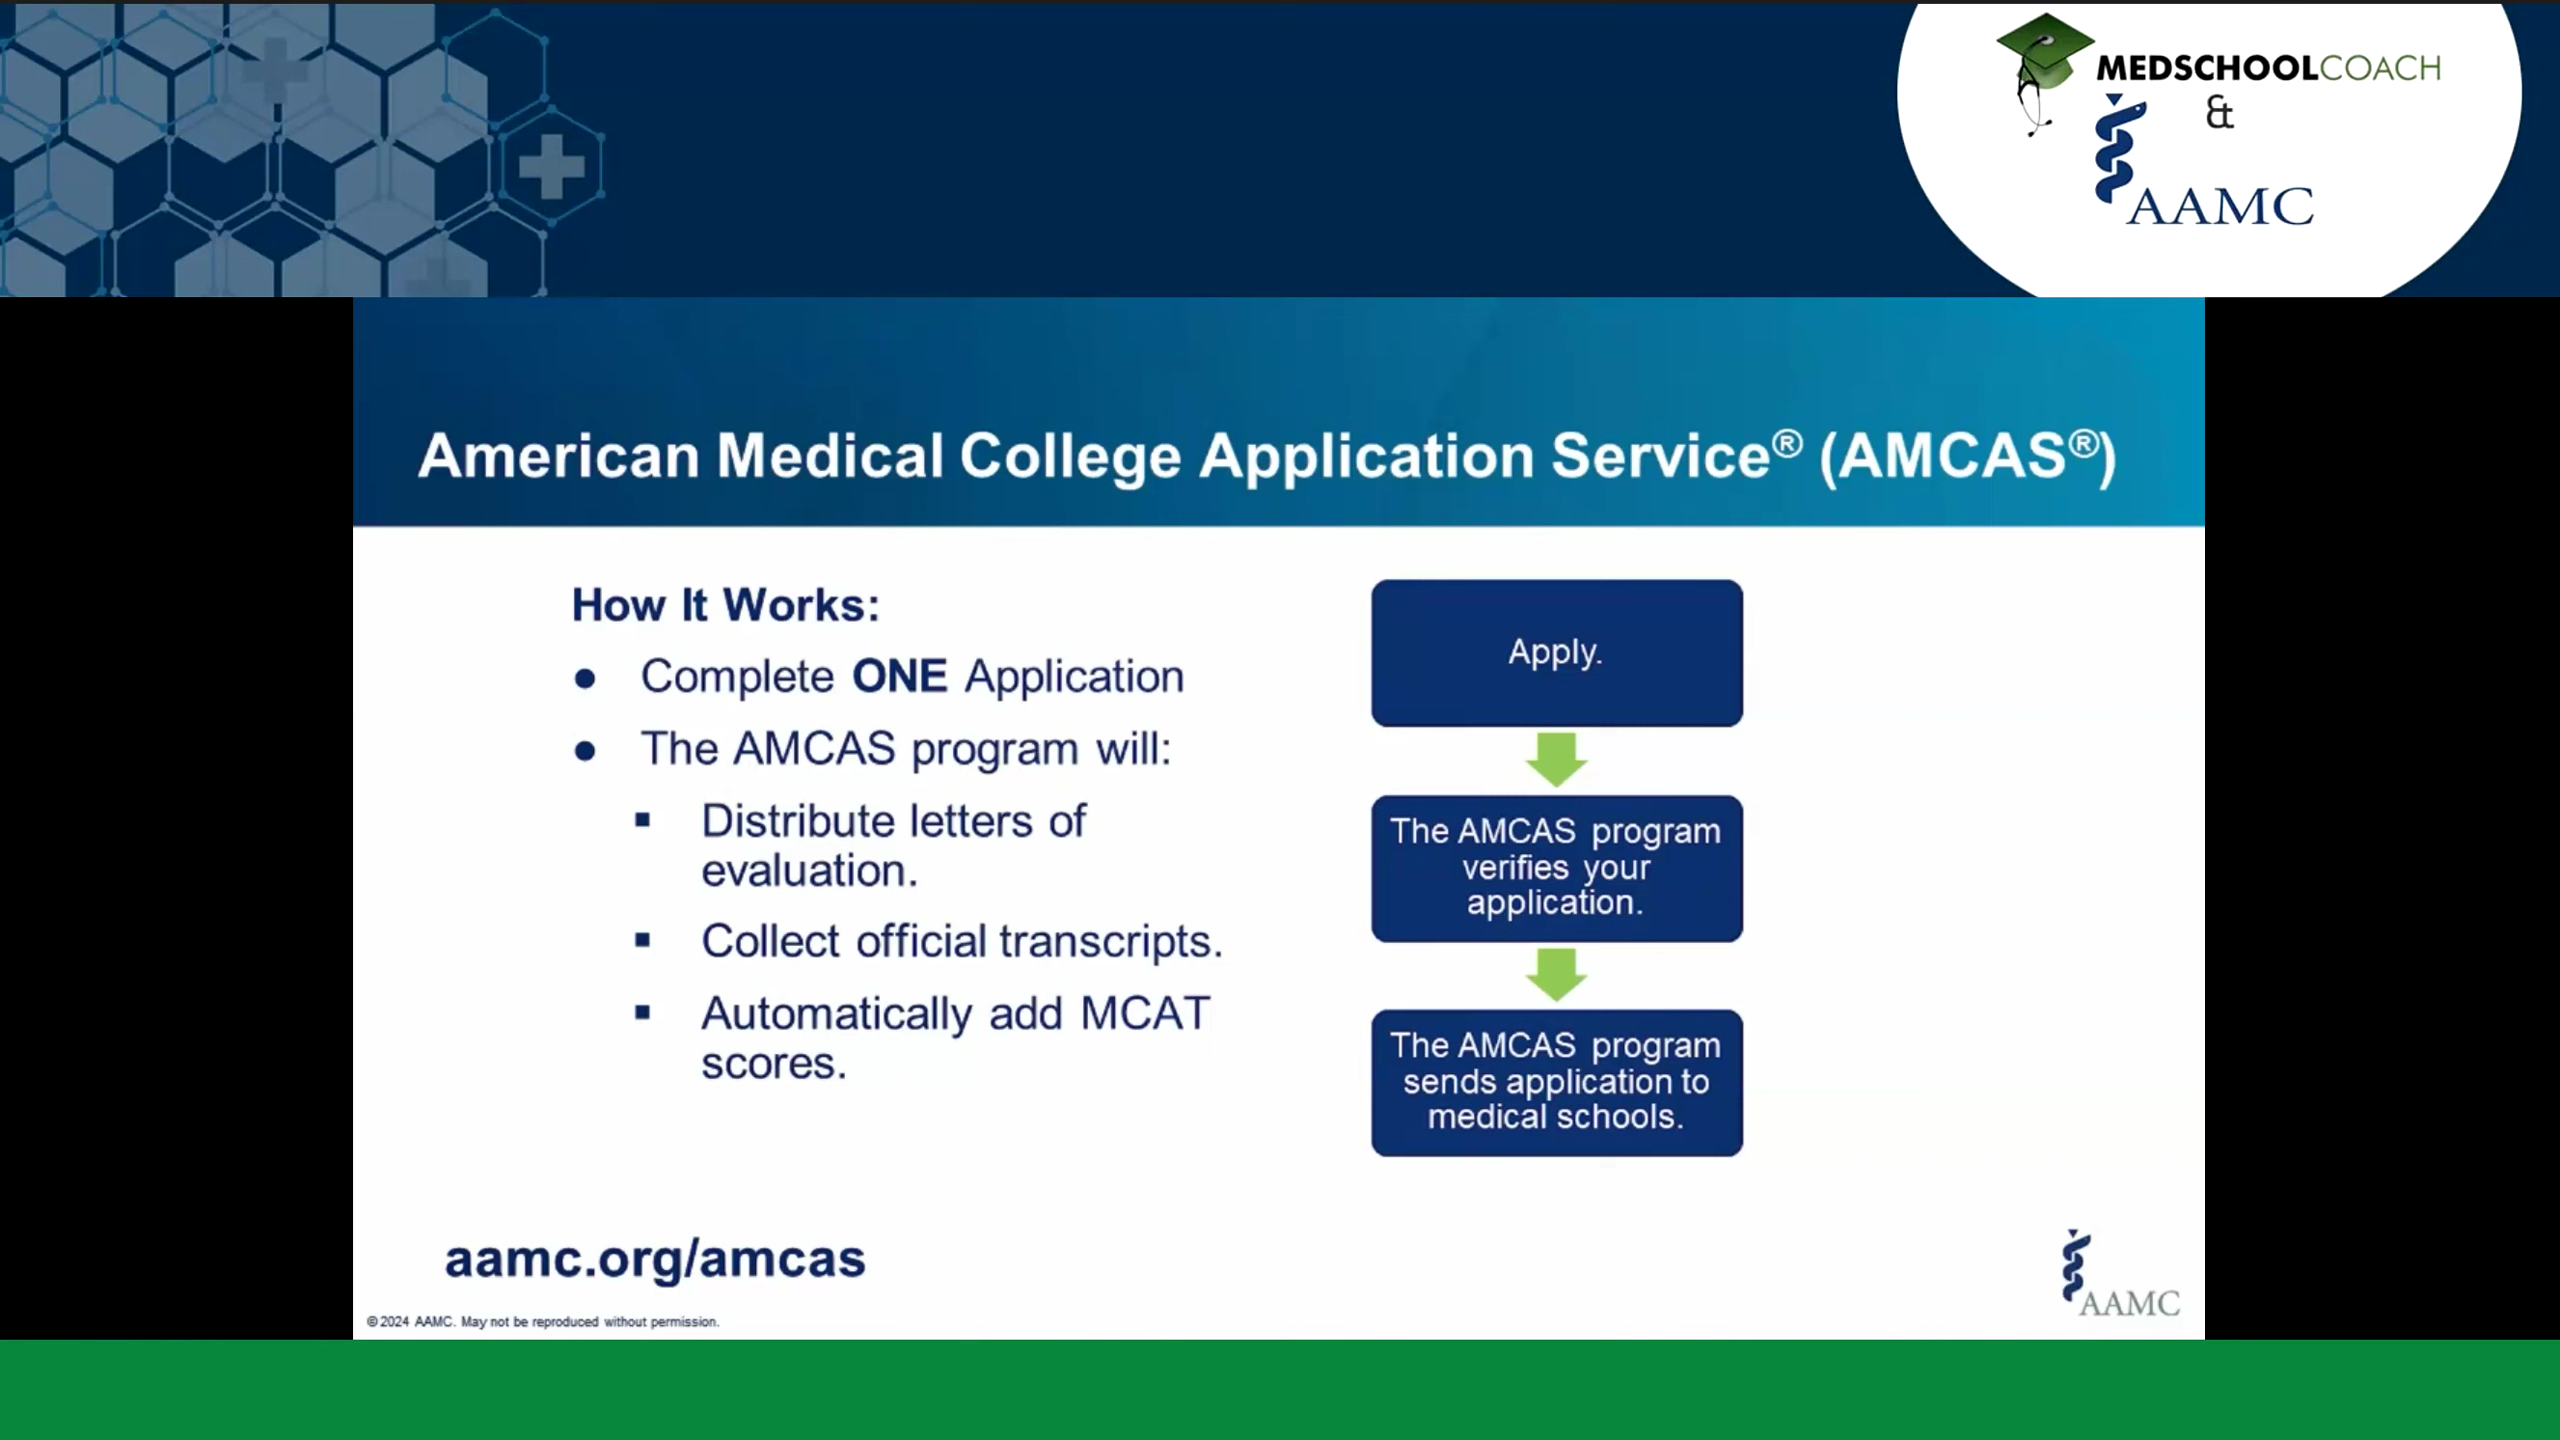 MEDSCHOOLCOACH
&
AAMC
American Medical College Application Service® (AMCAS®)
How It Works:
● Complete ONE Application
● The AMCAS program will:
▪ Distribute letters of
evaluation.
▪ Collect official transcripts.
▪ Automatically add MCAT
scores.
Apply.
The AMCAS program
verifies your
application.
The AMCAS program
sends application to
medical schools.
aamc.org/amcas
© 2024 AAMC. May not be reproduced without permission.
AAMC